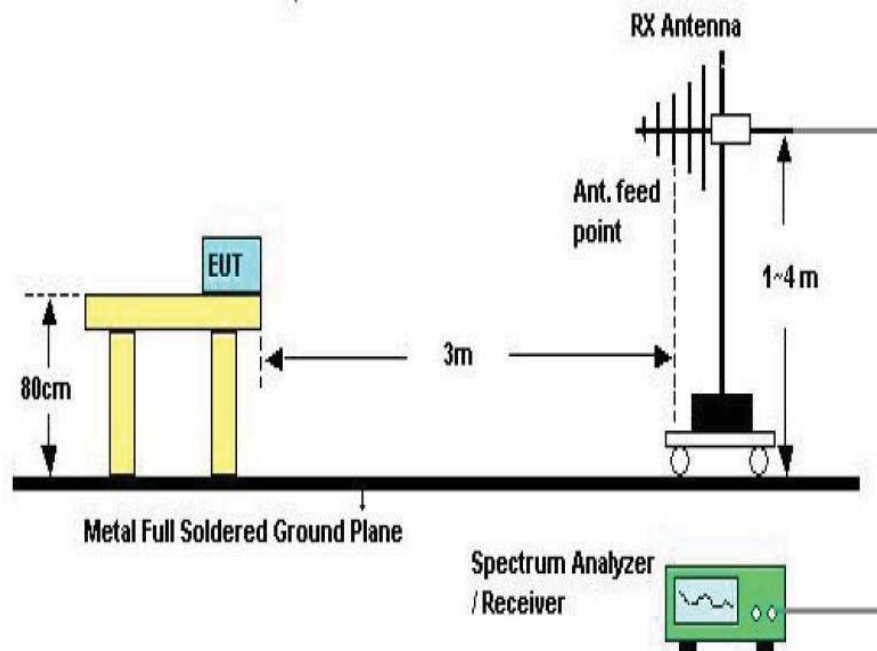 RX Antenna
Ant. feed
point
EUT
1~4 m
3m
80cm
Metal Full Soldered Ground Plane
Spectrum Analyzer
/ Receiver